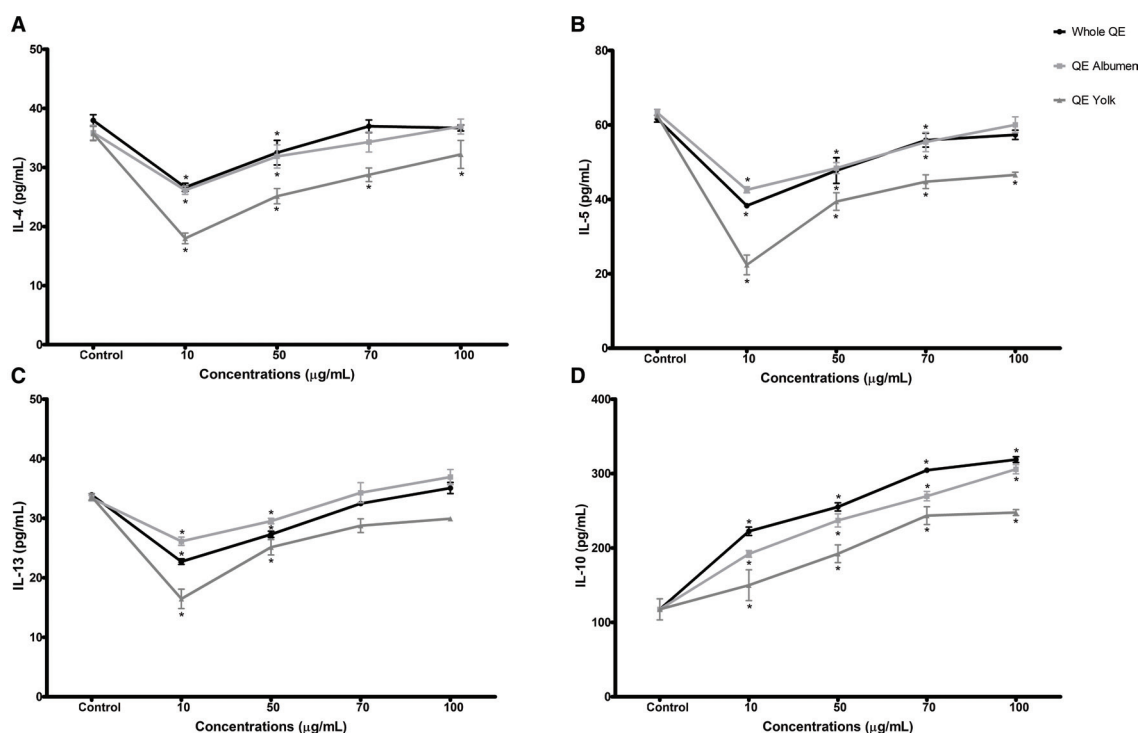 A
50
40
30
20
10
0
IL-4 (pg/mL)
* * * * * * *
Control 10 50 70 100
Concentrations (μg/mL)
B
80
60
40
20
0
IL-5 (pg/mL)
* * * * * * * * * *
Control 10 50 70 100
Concentrations (μg/mL)
Whole QE
QE Albumen
QE Yolk
C
50
40
30
20
10
0
IL-13 (pg/mL)
* * * * * *
Control 10 50 70 100
Concentrations (μg/mL)
D
400
300
200
100
0
IL-10 (pg/mL)
* * * * * * * * * * * *
Control 10 50 70 100
Concentrations (μg/mL)